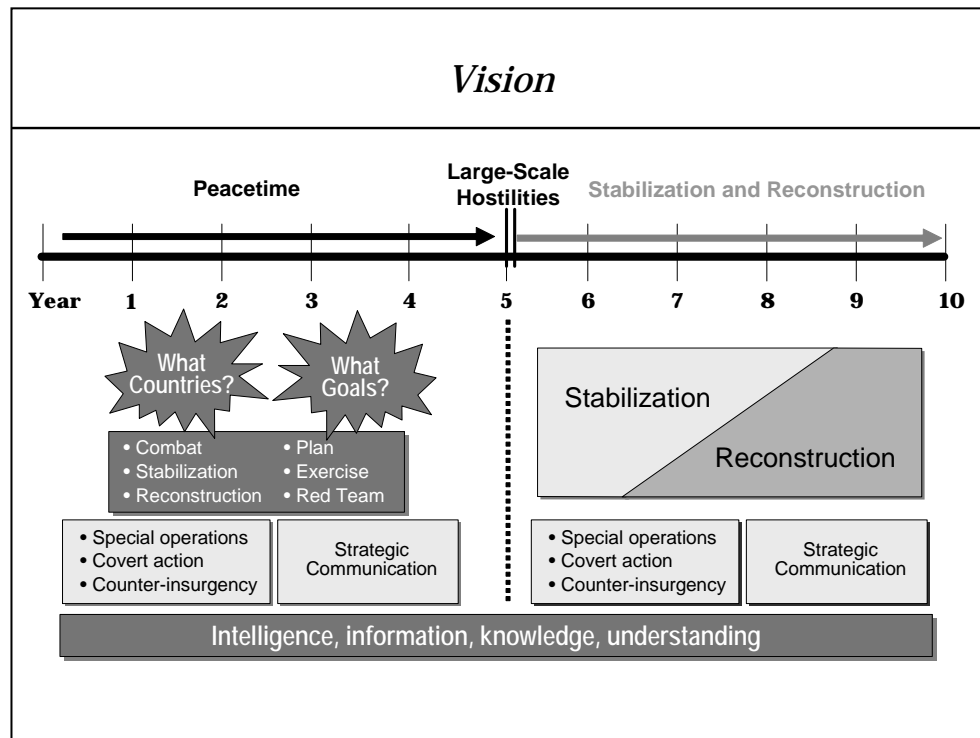 Vision
Peacetime
Large-Scale
Hostilities
Stabilization and Reconstruction
Year 1 2 3 4 5 6 7 8 9 10
What
Countries?
What
Goals?
• Combat
• Stabilization
• Reconstruction
• Plan
• Exercise
• Red Team
Stabilization
Reconstruction
• Special operations
• Covert action
• Counter-insurgency
Strategic
Communication
• Special operations
• Covert action
• Counter-insurgency
Strategic
Communication
Intelligence, information, knowledge, understanding